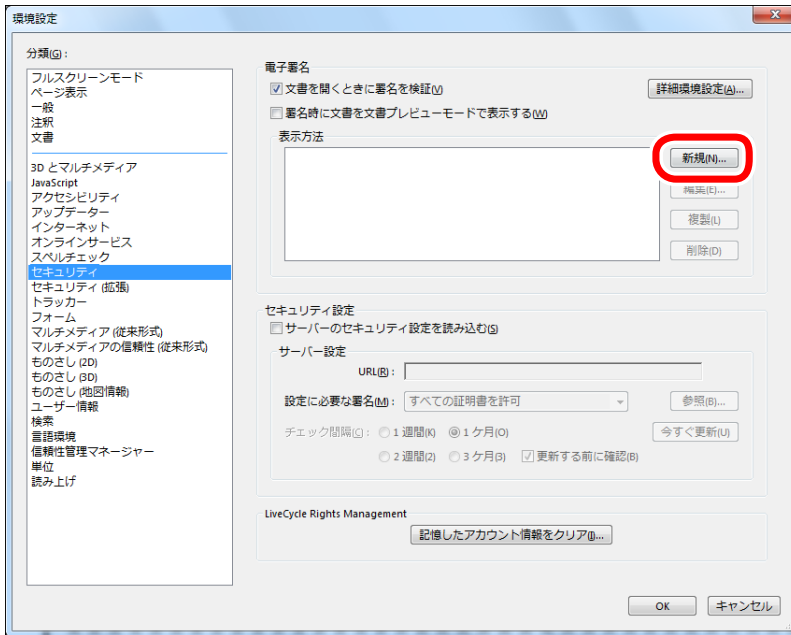 環境設定
分類(G):
フルスクリーンモード
ページ表示
一般
注釈
文書
3D とマルチメディア
JavaScript
アクセシビリティ
アップデーター
インターネット
オンラインサービス
スペルチェック
セキュリティ
セキュリティ (拡張)
トラッカー
フォーム
マルチメディア (従来形式)
マルチメディアの信頼性 (従来形式)
ものさし (2D)
ものさし (3D)
ものさし (地図情報)
ユーザー情報
検索
言語環境
信頼性管理マネージャー
単位
読み上げ
電子署名
文書を開くときに署名を検証(V)
詳細環境設定(A)...
署名時に文書を文書プレビューモードで表示する(W)
表示方法
新規(N)...
編集(E)...
複製(L)
削除(D)
セキュリティ設定
サーバーのセキュリティ設定を読み込む(S)
サーバー設定
URL(R):
設定に必要な署名(M): すべての証明書を許可
参照(B)...
チェック間隔(C): 1 週間(K) 1 ケ月(O)
今すぐ更新(U)
2 週間(2) 3 ケ月(3) 更新する前に確認(B)
LiveCycle Rights Management
記憶したアカウント情報をクリア(I)...
OK キャンセル